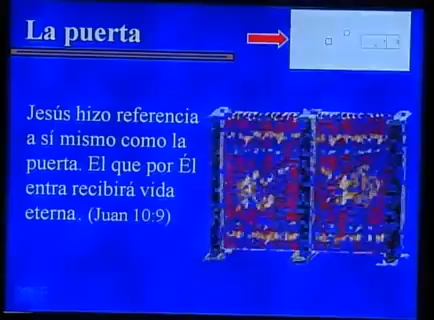 La puerta
Jesús hizo referencia
a sí mismo como la
puerta. El que por Él
entra recibirá vida
eterna. (Juan 10:9)